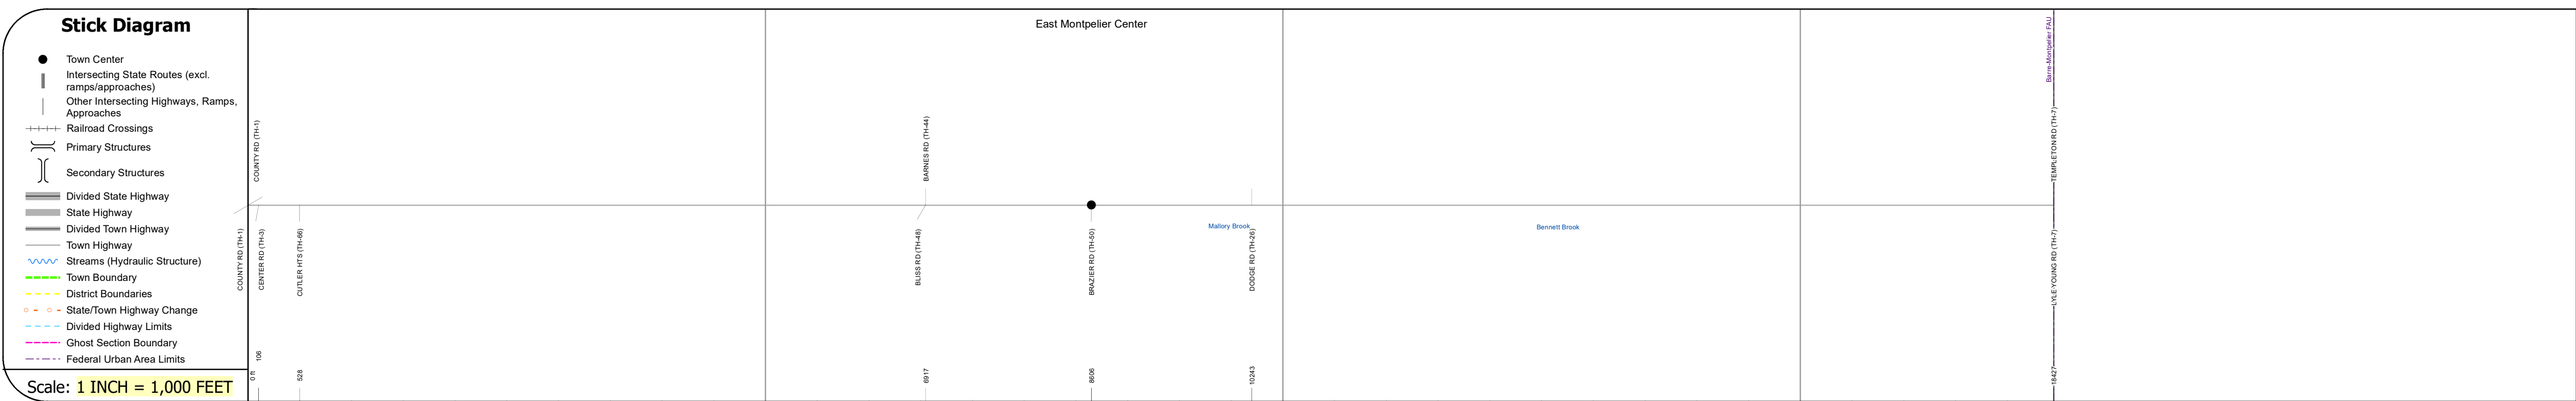 Stick Diagram
Town Center
Intersecting State Routes (excl.
ramps/approaches)
Other Intersecting Highways, Ramps,
Approaches
Railroad Crossings
Primary Structures
Secondary Structures
Divided State Highway
State Highway
Divided Town Highway
Town Highway
Streams (Hydraulic Structure)
Town Boundary
District Boundaries
State/Town Highway Change
Divided Highway Limits
Ghost Section Boundary
Federal Urban Area Limits
Scale: 1 INCH = 1,000 FEET
East Montpelier Center
COUNTY RD (TH-1)
COUNTY RD (TH-1)
CENTER RD (TH-3)
CUTLER HTS (TH-66)
BARNES RD (TH-44)
BLISS RD (TH-48)
BRAZIER RD (TH-50)
Mallory Brook
DODGE RD (TH-26)
Bennett Brook
Barre-Montpelier FAU
TEMPLETON RD (TH-7)
LYLE YOUNG RD (TH-7)
0 ft
106
528
6917
8606
10243
18427